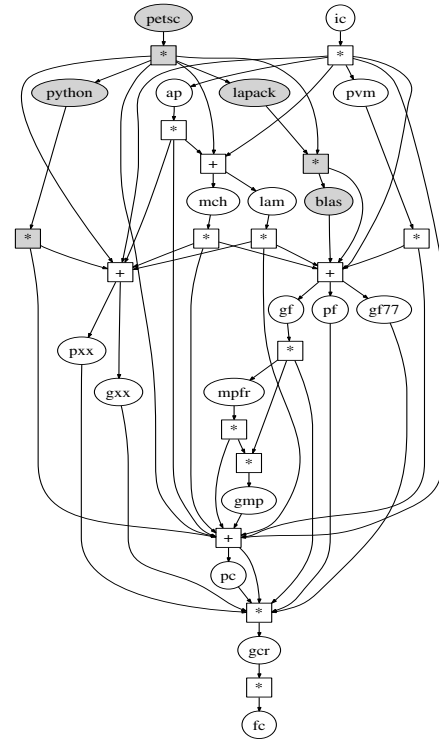 petsc ic
* *
python ap lapack pvm
*
+ *
mch lam blas
* * * *
+ +
gf pf gf77
pxx *
gxx mpfr
*
*
gmp
+
pc
*
gcr
*
fc